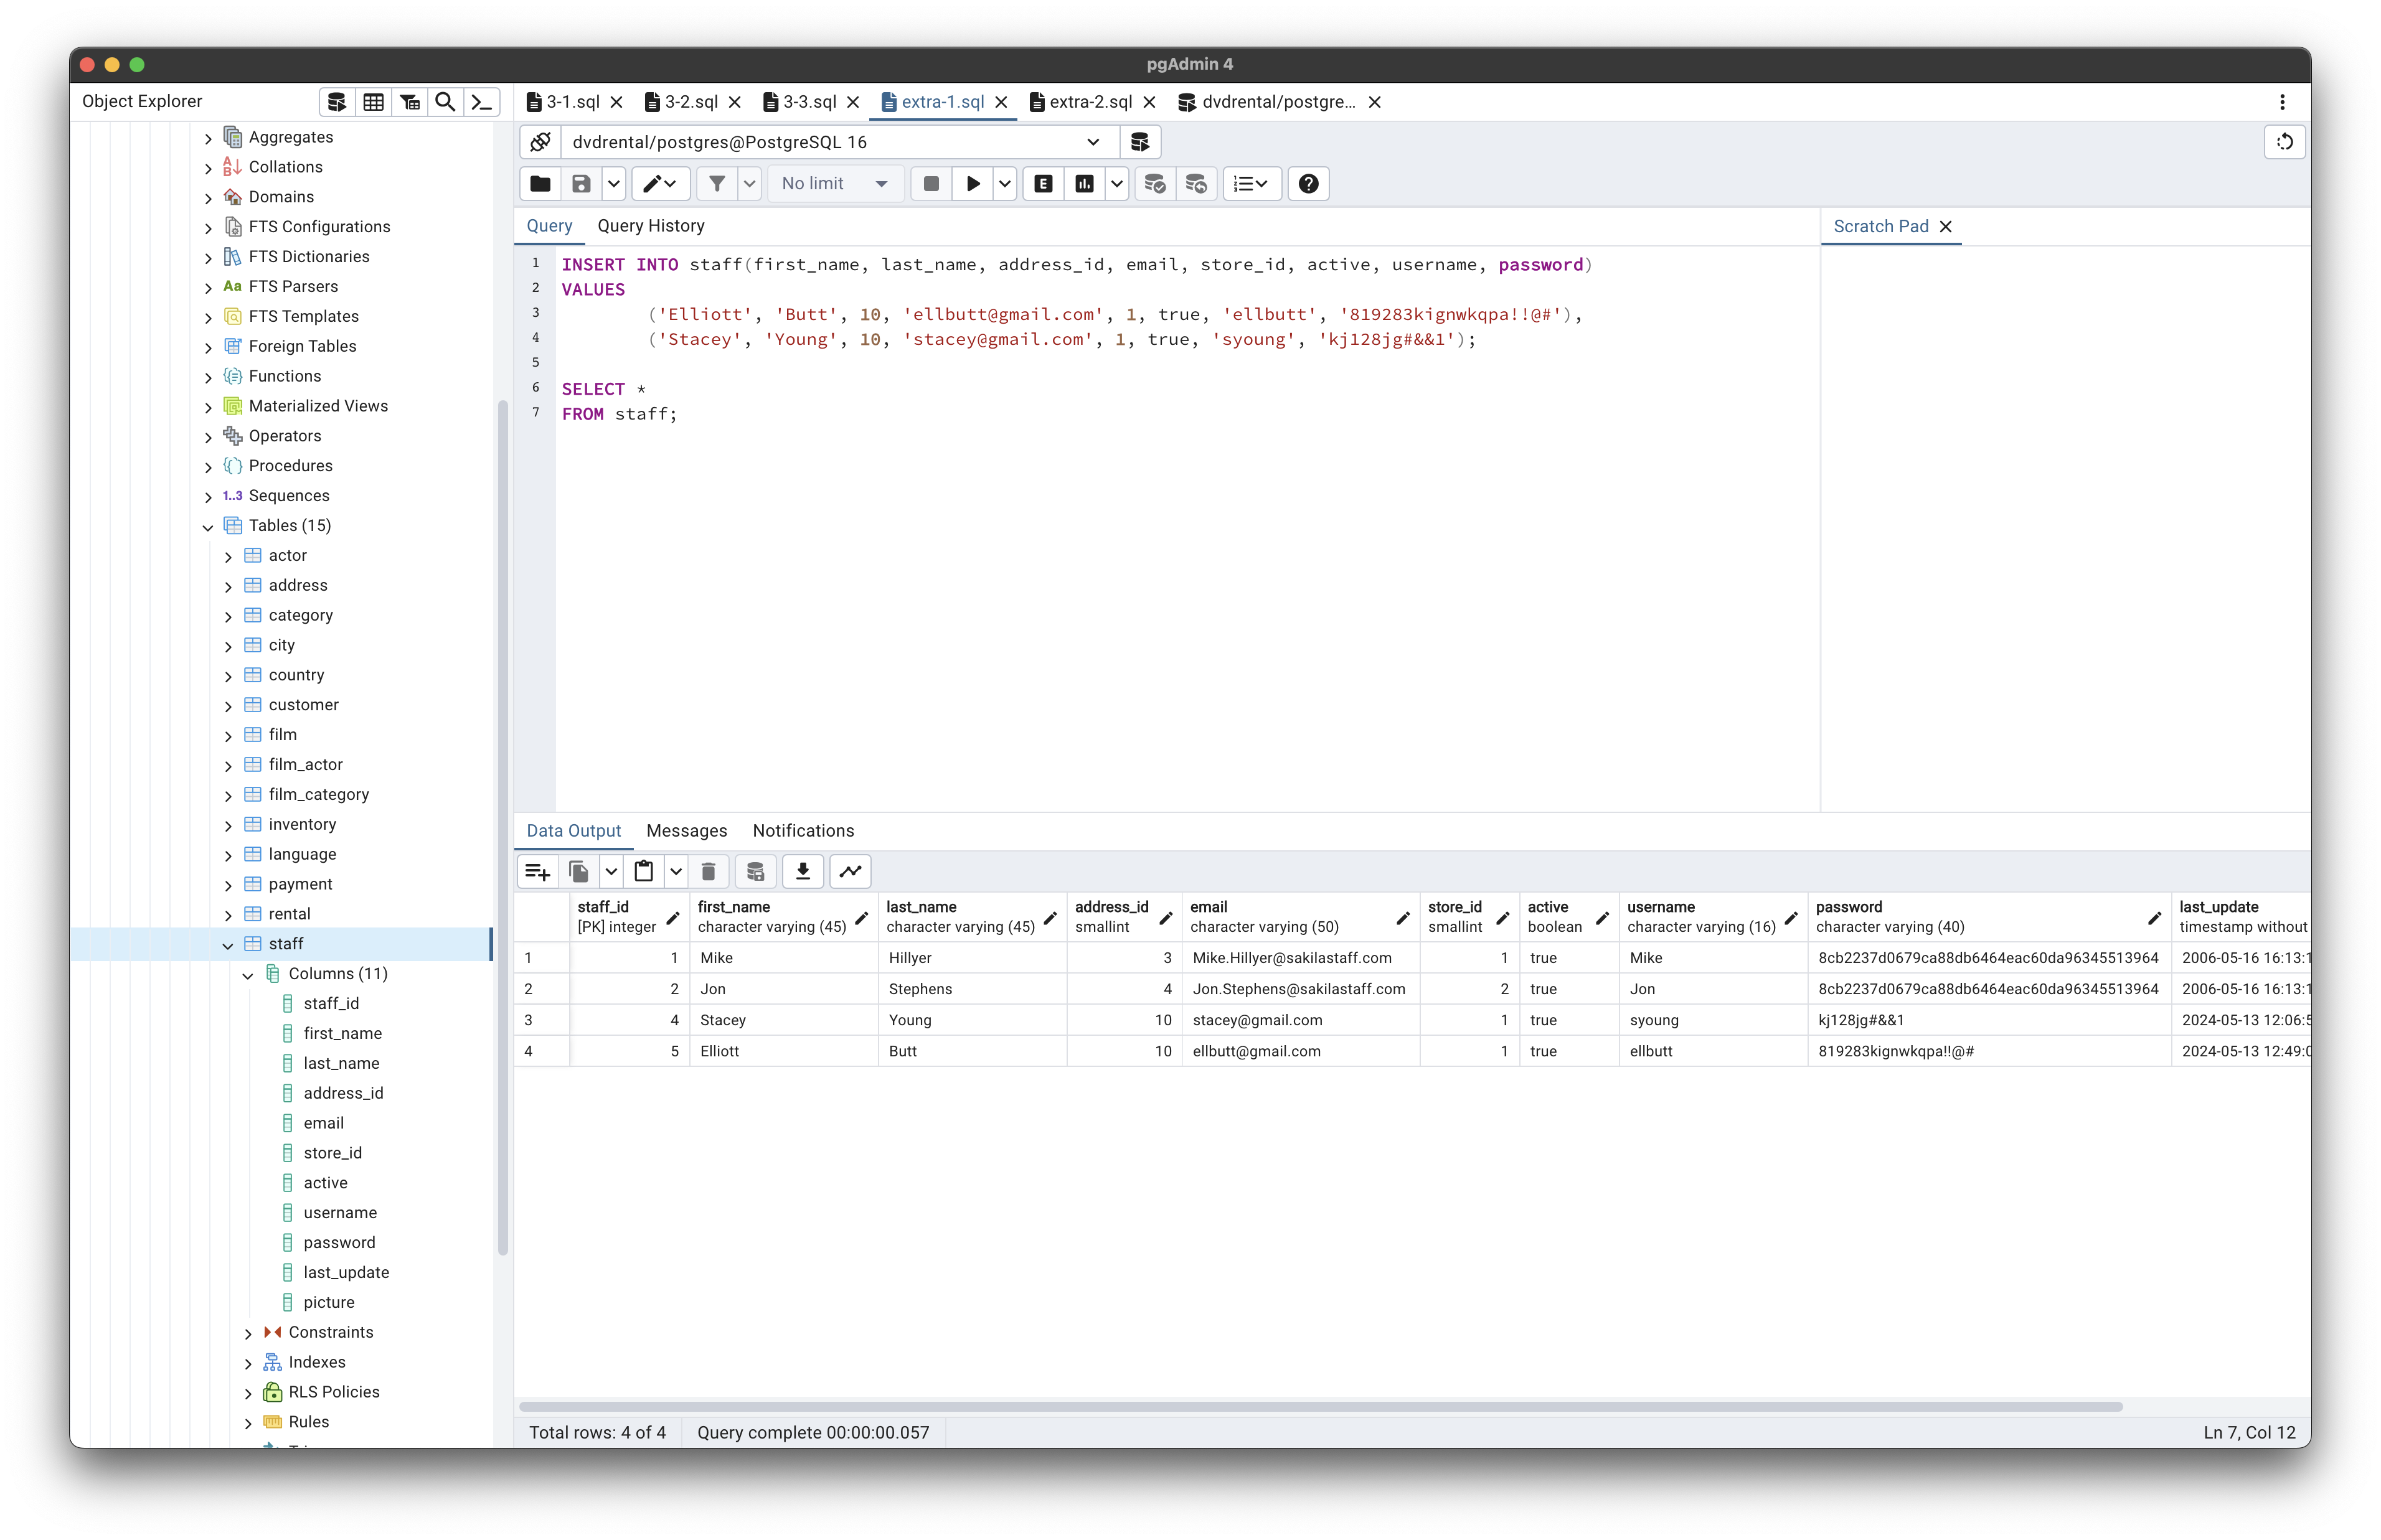 pgAdmin 4
Object Explorer
3-1.sql
3-2.sql
3-3.sql
extra-1.sql
extra-2.sql
dvdrental/postgre...
dvdrental/postgres@PostgreSQL 16
No limit
E
Query
Query History
Scratch Pad
1 INSERT INTO staff(first_name, last_name, address_id, email, store_id, active, username, password)
2 VALUES
3 ('Elliott', 'Butt', 10, 'ellbutt@gmail.com', 1, true, 'ellbutt', '819283kignwkqpa!!@#'),
4 ('Stacey', 'Young', 10, 'stacey@gmail.com', 1, true, 'syoung', 'kj128jg#&&1');
5
6 SELECT *
7 FROM staff;
Aggregates
Collations
Domains
FTS Configurations
FTS Dictionaries
Aa FTS Parsers
FTS Templates
Foreign Tables
Functions
Materialized Views
Operators
Procedures
1..3 Sequences
Tables (15)
actor
address
category
city
country
customer
film
film_actor
film_category
inventory
language
payment
rental
staff
Columns (11)
staff_id
first_name
last_name
address_id
email
store_id
active
username
password
last_update
picture
Constraints
Indexes
RLS Policies
Rules
Data Output
Messages
Notifications
staff_id first_name last_name address_id email store_id active username password last_update
[PK] integer character varying (45) character varying (45) smallint character varying (50) smallint boolean character varying (16) character varying (40) timestamp without
1 1 Mike Hillyer 3 Mike.Hillyer@sakilastaff.com 1 true Mike 8cb2237d0679ca88db6464eac60da96345513964 2006-05-16 16:13:1
2 2 Jon Stephens 4 Jon.Stephens@sakilastaff.com 2 true Jon 8cb2237d0679ca88db6464eac60da96345513964 2006-05-16 16:13:1
3 4 Stacey Young 10 stacey@gmail.com 1 true syoung kj128jg#&&1 2024-05-13 12:06:5
4 5 Elliott Butt 10 ellbutt@gmail.com 1 true ellbutt 819283kignwkqpa!!@# 2024-05-13 12:49:0
Total rows: 4 of 4
Query complete 00:00:00.057
Ln 7, Col 12